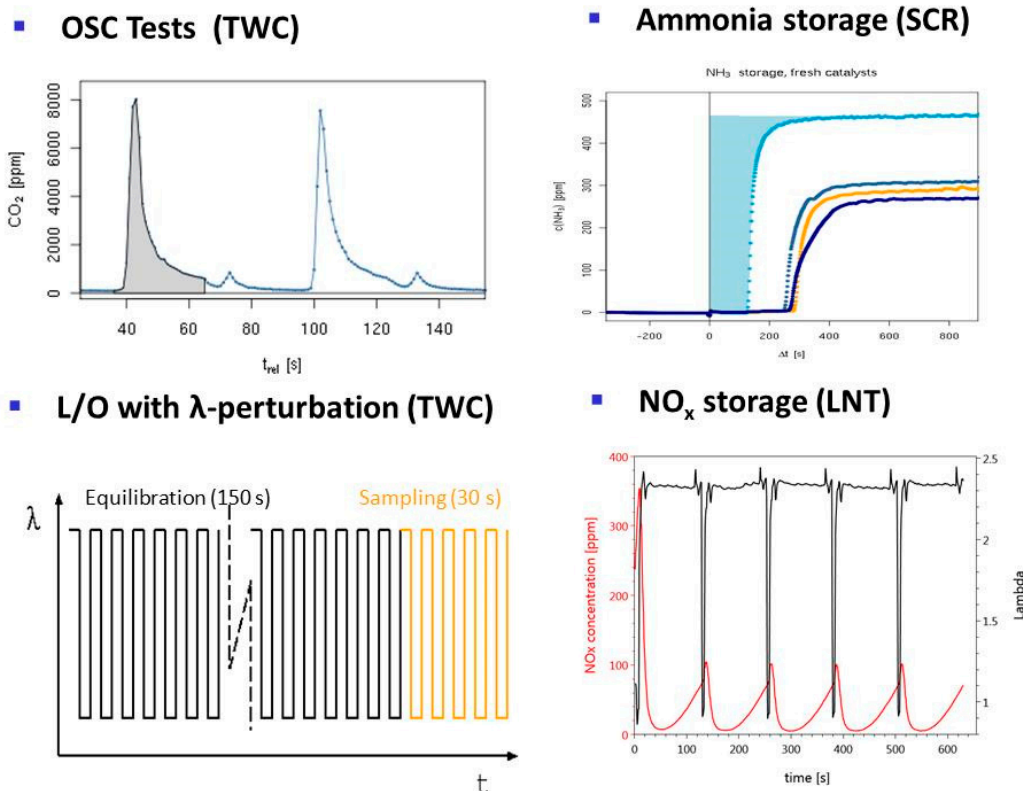 OSC Tests (TWC)
CO2 [ppm]
8000
6000
4000
2000
0
40
60
80
100
120
140
trel [s]
Ammonia storage (SCR)
NH3 storage, fresh catalysts
c(NH3) [ppm]
500
400
300
200
100
0
-200
0
200
400
600
800
Δt [s]
L/O with λ-perturbation (TWC)
λ
Equilibration (150 s)
Sampling (30 s)
t
NOx storage (LNT)
NOx concentration [ppm]
400
300
200
100
0
2.5
2
1.5
1
Lambda
0
100
200
300
400
500
600
time [s]